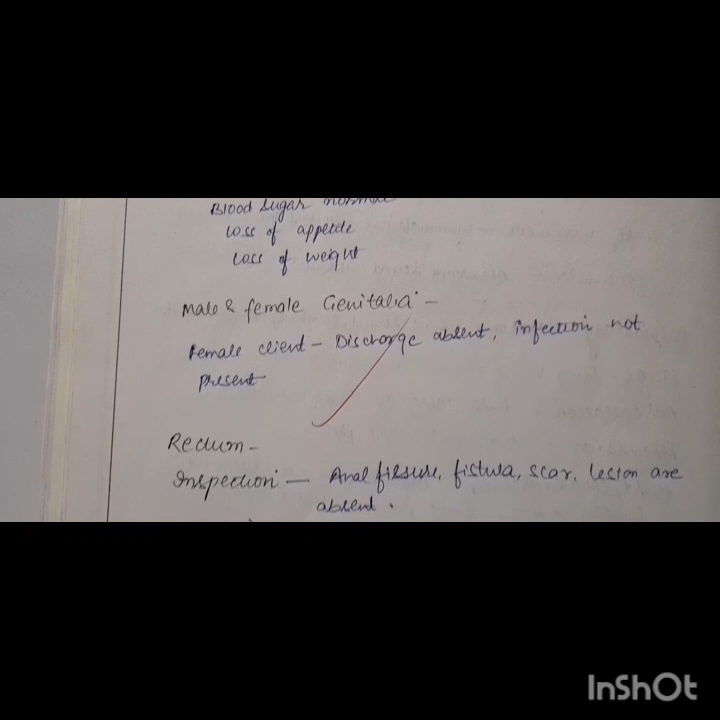 Blood sugar normal
Loss of appetite
Loss of weight
Male & female Genitalia -
Female client - Discharge absent, infection not
present
Rectum -
Inspection - Anal fissure, fistula, scar, lesion are
absent.
InShOt